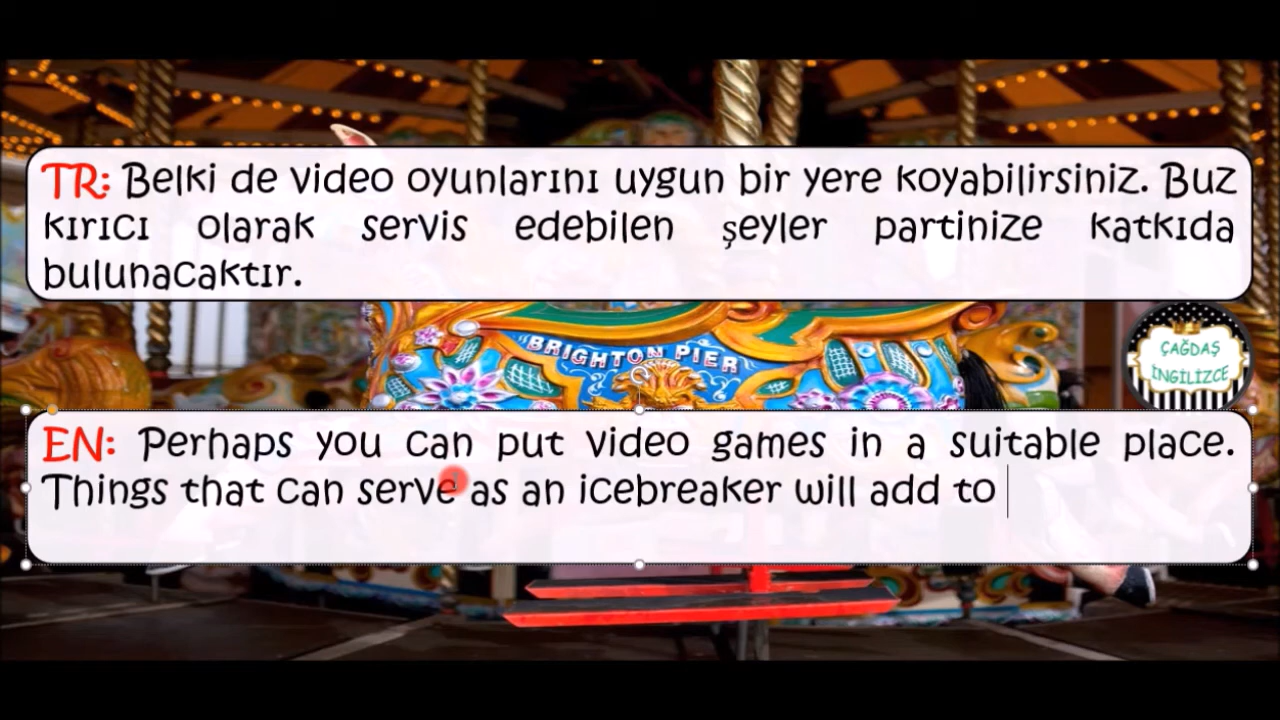 TR: Belki de video oyunlarını uygun bir yere koyabilirsiniz. Buz
kırıcı olarak servis edebilen şeyler partinize katkıda
bulunacaktır.
BRIGHTON PIER
ÇAĞDAŞ
İNGİLİZCE
EN: Perhaps you can put video games in a suitable place.
Things that can serve as an icebreaker will add to